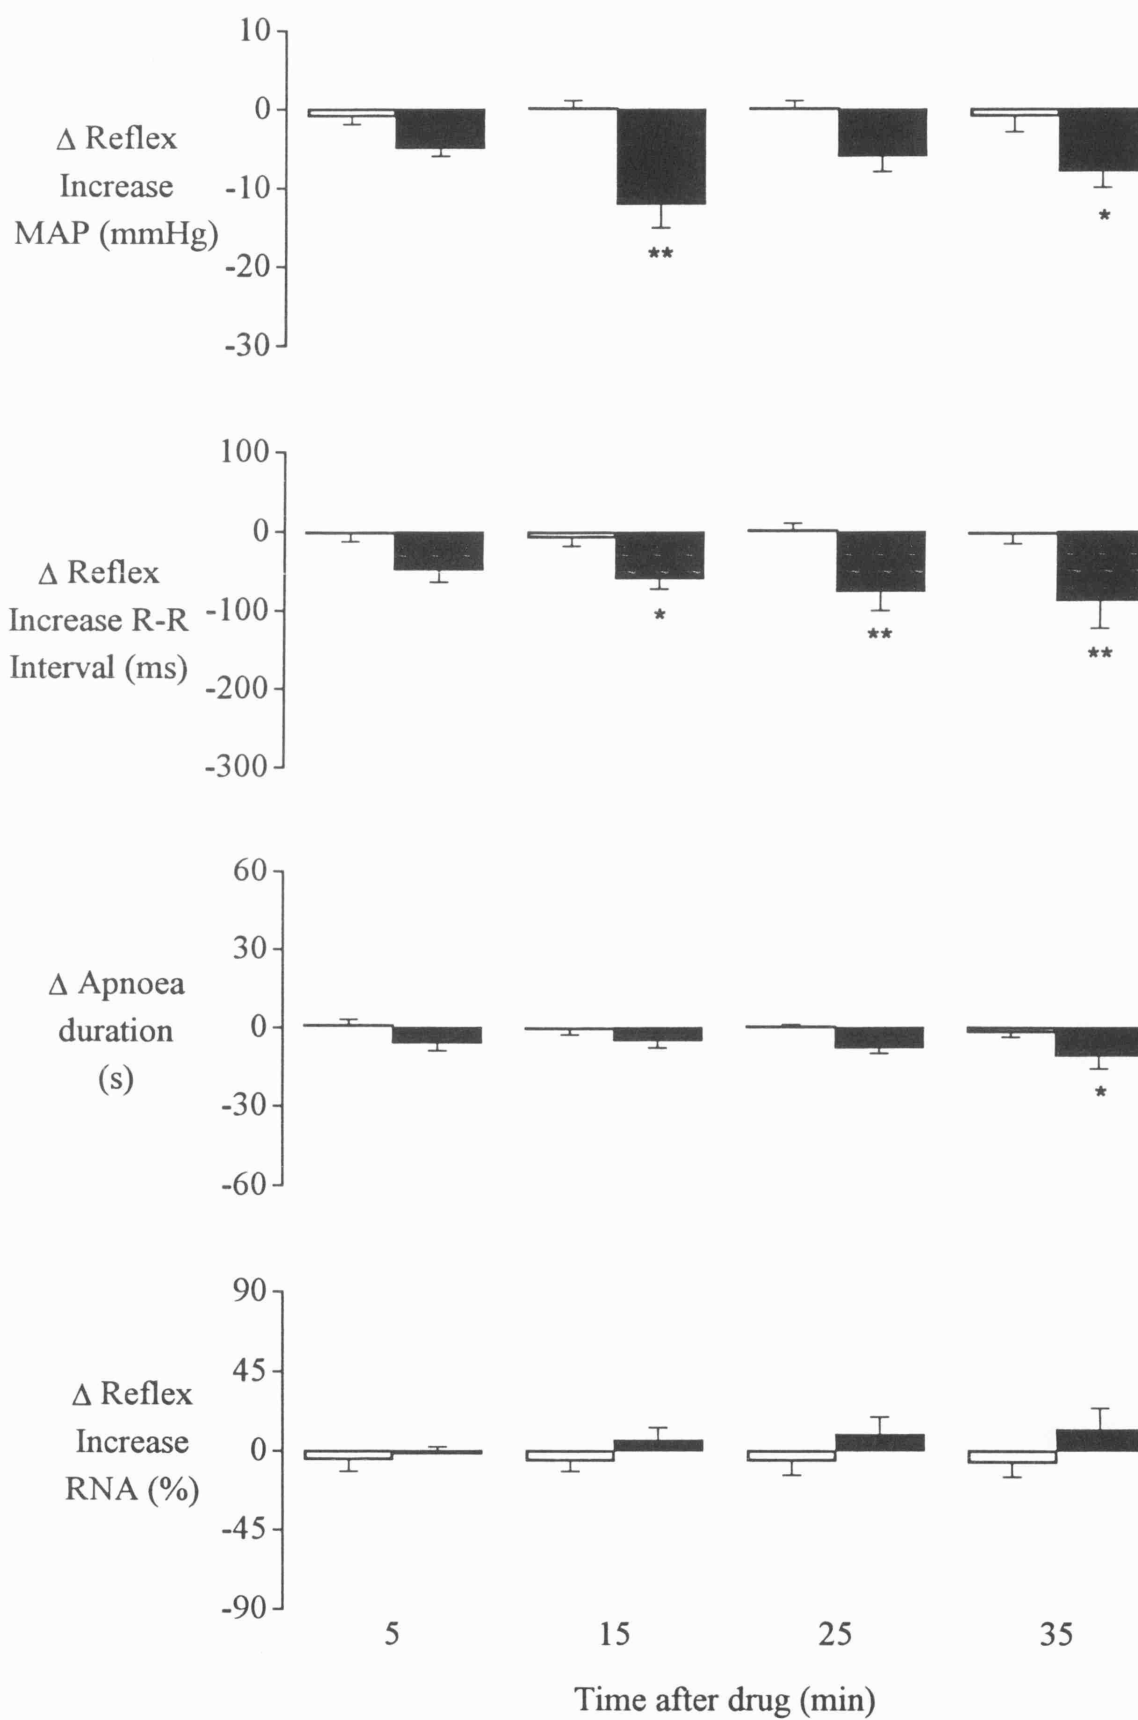 10
0
-10
-20
-30
Δ Reflex
Increase
MAP (mmHg)
**
*
100
0
-100
-200
-300
Δ Reflex
Increase R-R
Interval (ms)
*
**
**
60
30
0
-30
-60
Δ Apnoea
duration
(s)
*
90
45
0
-45
-90
Δ Reflex
Increase
RNA (%)
5 15 25 35
Time after drug (min)